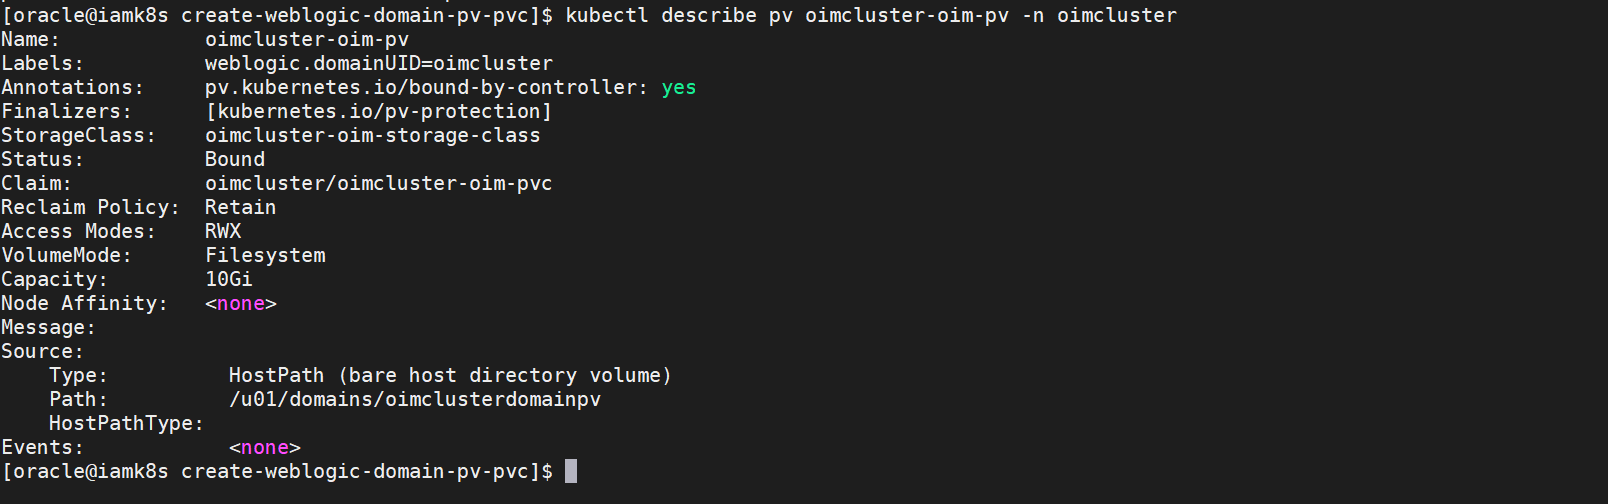 [oracle@iamk8s create-weblogic-domain-pv-pvc]$ kubectl describe pv oimcluster-oim-pv -n oimcluster
Name:            oimcluster-oim-pv
Labels:          weblogic.domainUID=oimcluster
Annotations:     pv.kubernetes.io/bound-by-controller: yes
Finalizers:      [kubernetes.io/pv-protection]
StorageClass:    oimcluster-oim-storage-class
Status:          Bound
Claim:           oimcluster/oimcluster-oim-pvc
Reclaim Policy:  Retain
Access Modes:    RWX
VolumeMode:      Filesystem
Capacity:        10Gi
Node Affinity:   <none>
Message:
Source:
    Type:          HostPath (bare host directory volume)
    Path:          /u01/domains/oimclusterdomainpv
    HostPathType:
Events:            <none>
[oracle@iamk8s create-weblogic-domain-pv-pvc]$